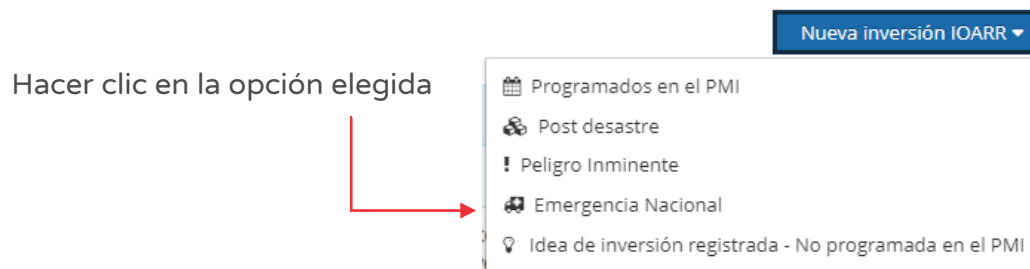 Nueva inversión IOARR
Hacer clic en la opción elegida
Programados en el PMI
Post desastre
Peligro Inminente
Emergencia Nacional
Idea de inversión registrada - No programada en el PMI